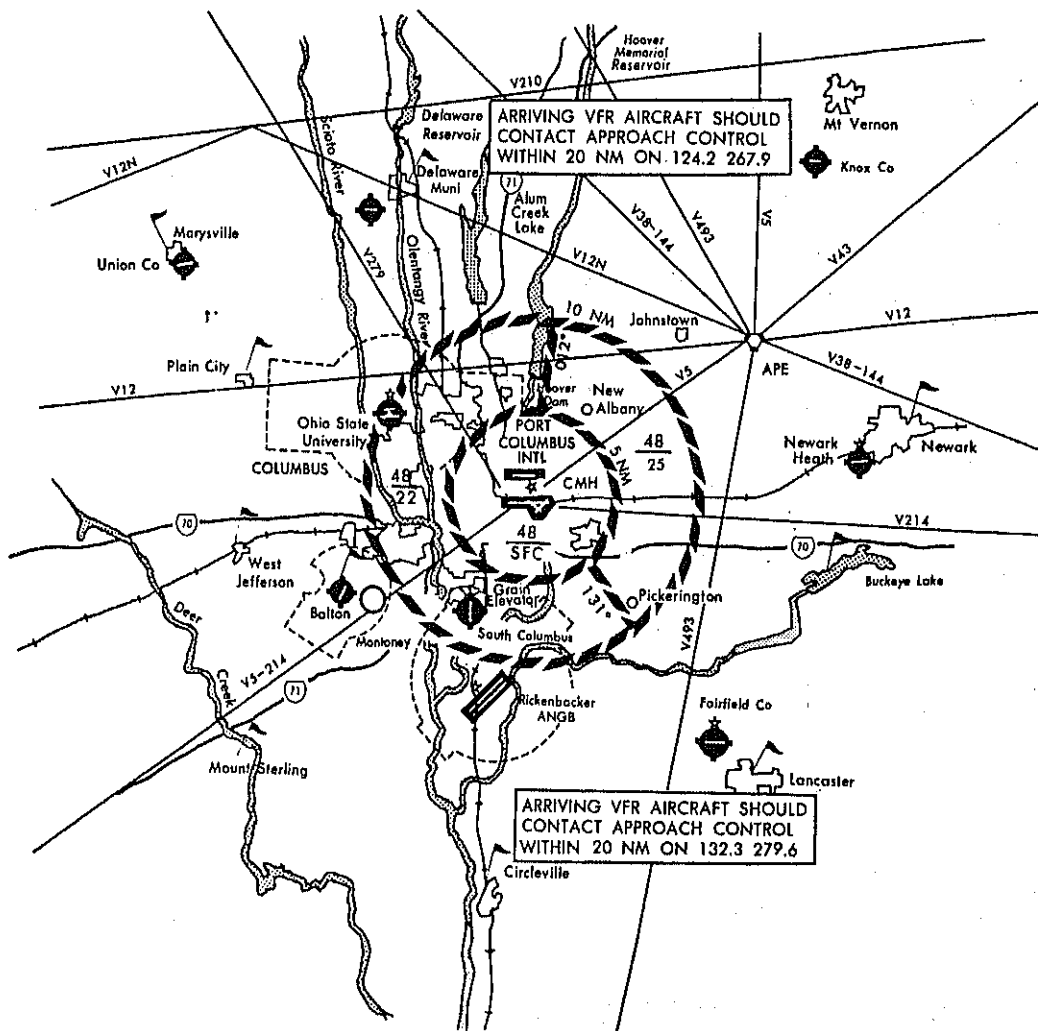 Hoover
Memorial
Reservoir
V210
ARRIVING VFR AIRCRAFT SHOULD
CONTACT APPROACH CONTROL
WITHIN 20 NM ON 124.2 267.9
Mt Vernon
Knox Co
Scioto River
Delaware
Reservoir
Delaware
Muni
V12N
71
Alum
Creek
Lake
V38-144
V493
V5
V43
V12N
Marysville
Union Co
V279
Olentangy
River
10 NM
Johnstown
V12
012°
Plain City
V5
APE
V38-144
V12
Hoover
Dam
New
Albany
Ohio State
University
PORT
COLUMBUS
INTL
5 NM
48
25
Newark
Heath
Newark
COLUMBUS
48
22
CMH
V214
70
48
SFC
70
West
Jefferson
Buckeye Lake
Deer
Creek
Bolton
Grain
Elevator
131°
Pickerington
South Columbus
Montoney
V493
V5-214
71
Rickenbacker
ANGB
Fairfield Co
Mount Sterling
Lancaster
ARRIVING VFR AIRCRAFT SHOULD
CONTACT APPROACH CONTROL
WITHIN 20 NM ON 132.3 279.6
Circleville